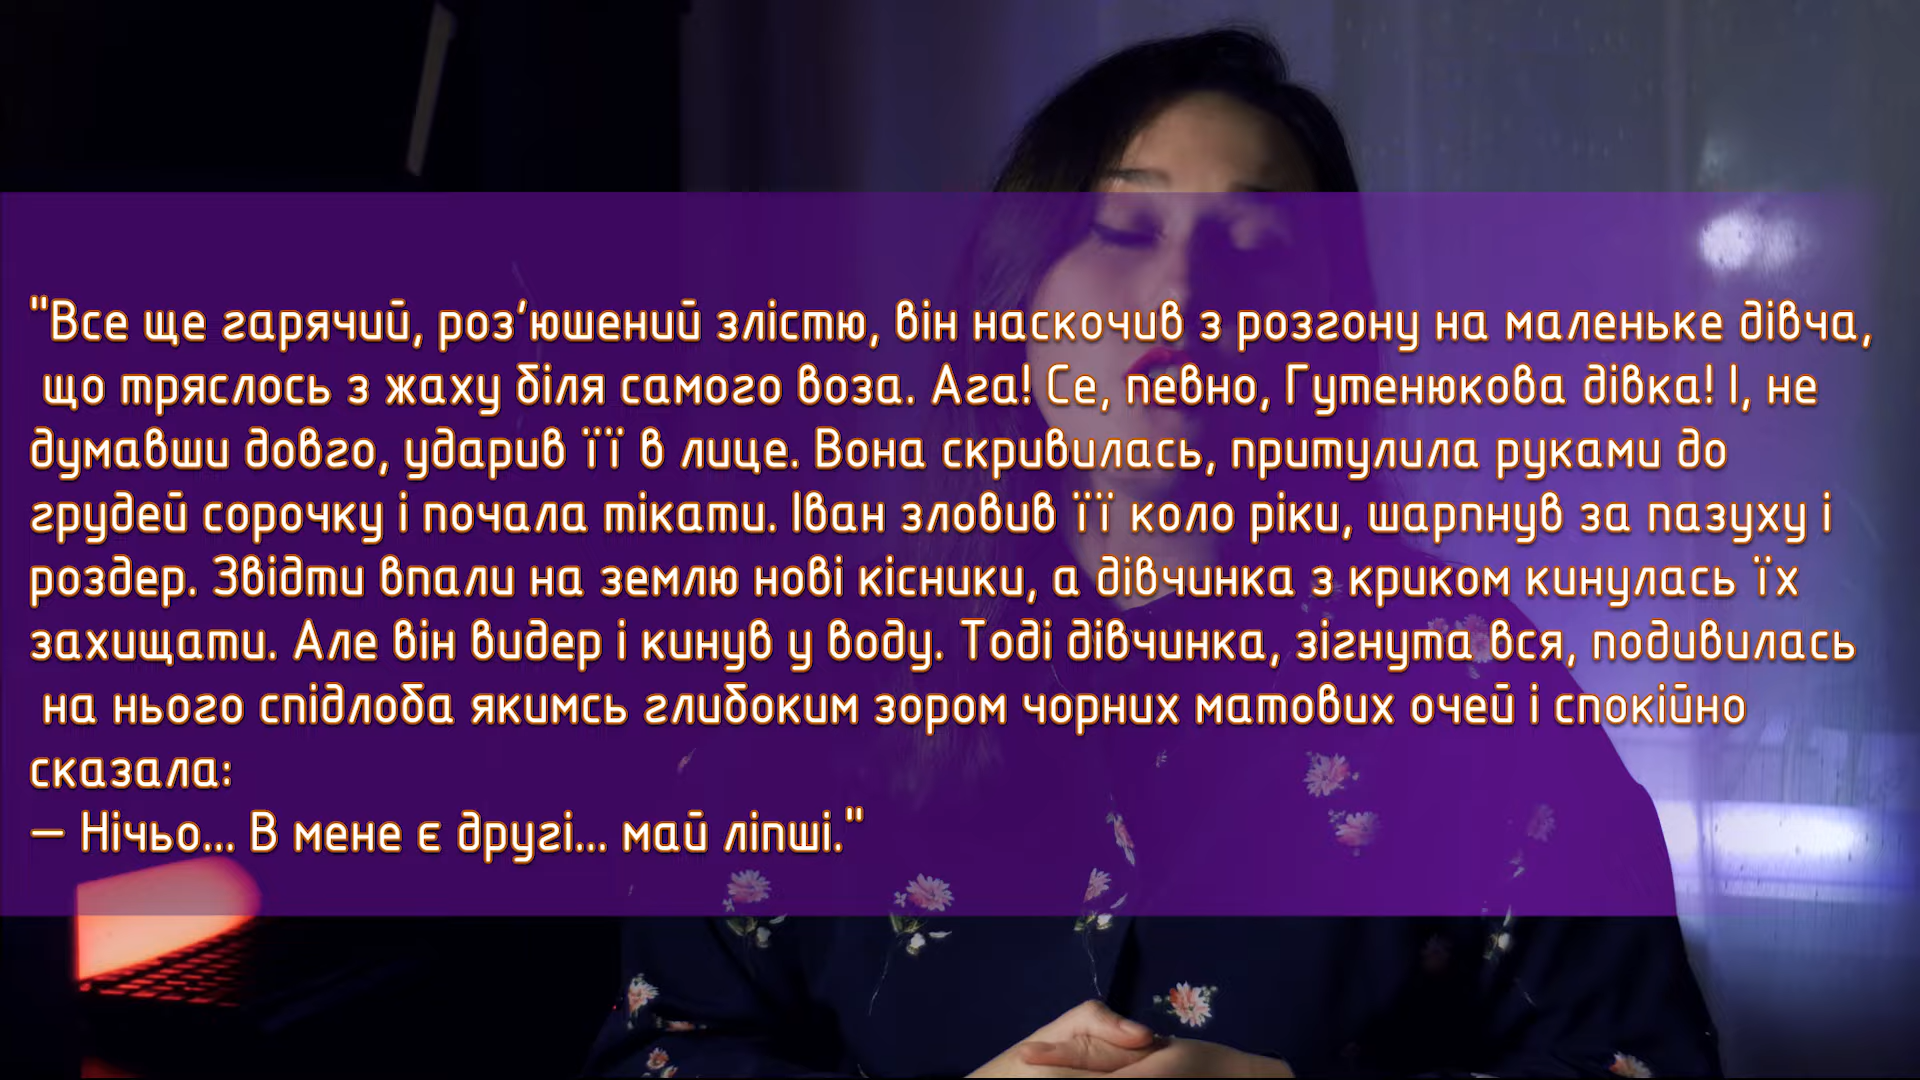 "Все ще гарячий, роз’юшений злістю, він наскочив з розгону на маленьке дівча,
що тряслось з жаху біля самого воза. Ага! Се, певно, Гутенюкова дівка! І, не
думавши довго, ударив її в лице. Вона скривилась, притулила руками до
грудей сорочку і почала тікати. Іван зловив її коло ріки, шарпнув за пазуху і
роздер. Звідти впали на землю нові кісники, а дівчинка з криком кинулась їх
захищати. Але він видер і кинув у воду. Тоді дівчинка, зігнута вся, подивилась
на нього спідлоба якимсь глибоким зором чорних матових очей і спокійно
сказала:
— Нічьо... В мене є другі... май ліпші."